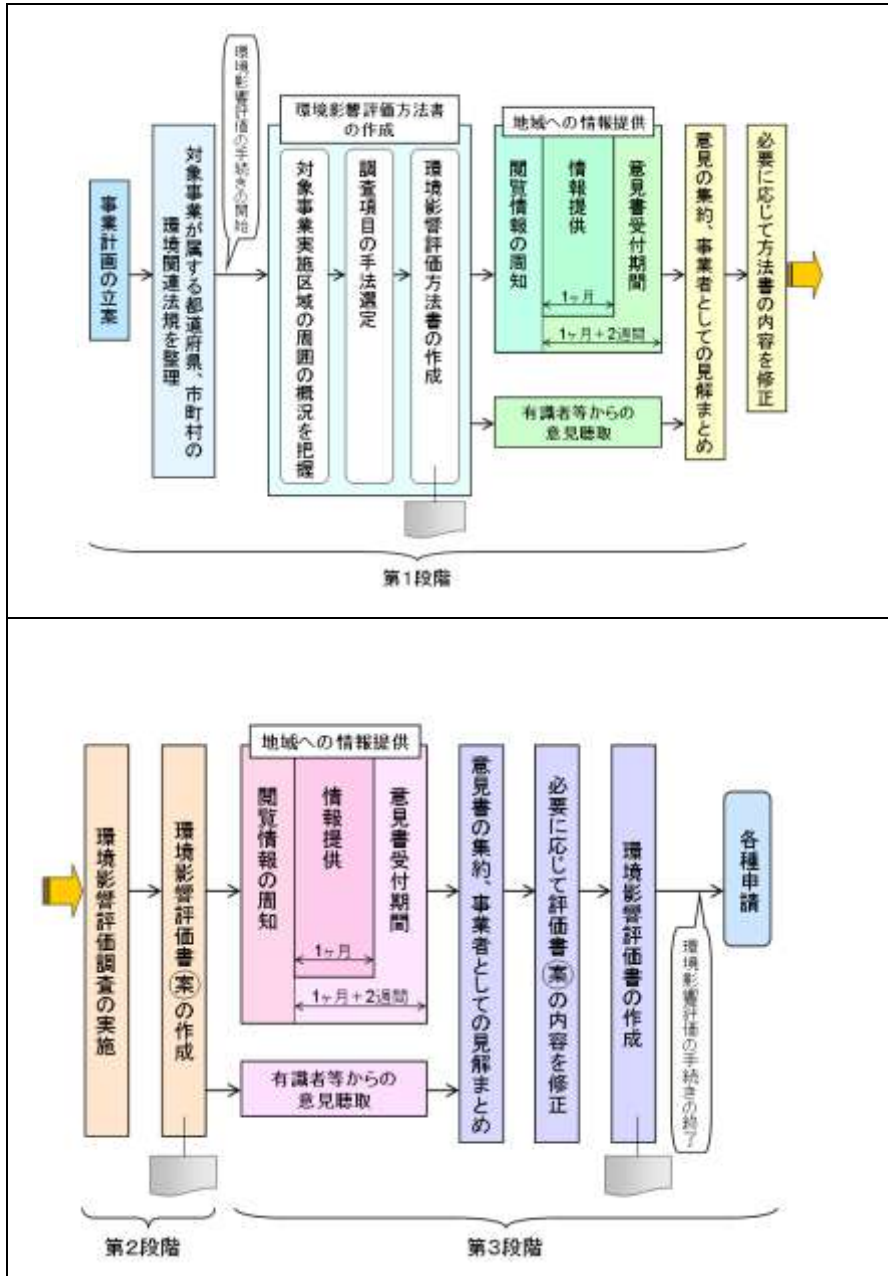 事業計画の立案
対象事業が属する都道府県、市町村の
環境関連法規を整理
環境影響評価の手続きの開始
環境影響評価方法書
の作成
対象事業実施区域の周囲の概況を把握
調査項目の手法選定
環境影響評価方法書の作成
地域への情報提供
閲覧情報の周知
情報提供
意見書受付期間
1ヶ月
1ヶ月+2週間
有識者等からの
意見聴取
意見の集約、事業者としての見解まとめ
必要に応じて方法書の内容を修正
第1段階
環境影響評価調査の実施
環境影響評価書案の作成
地域への情報提供
閲覧情報の周知
情報提供
意見書受付期間
1ヶ月
1ヶ月+2週間
有識者等からの
意見聴取
意見書の集約、事業者としての見解まとめ
必要に応じて評価書案の内容を修正
環境影響評価書の作成
環境影響評価の手続きの終了
各種申請
第2段階
第3段階